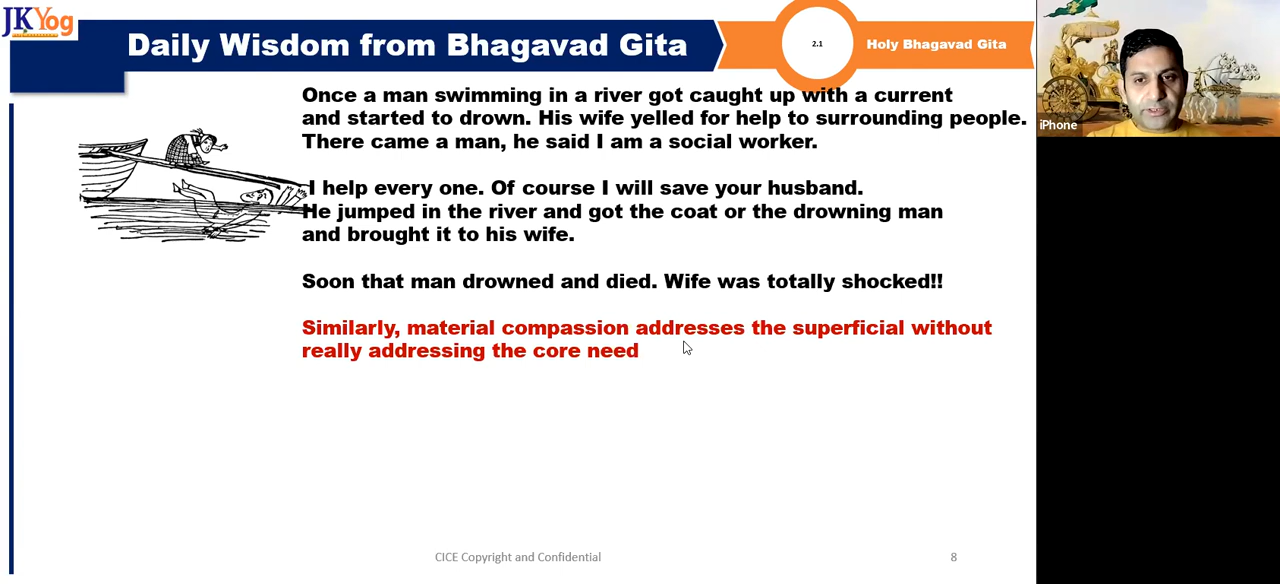 JKYog
Daily Wisdom from Bhagavad Gita
2.1
Holy Bhagavad Gita
iPhone
Once a man swimming in a river got caught up with a current
and started to drown. His wife yelled for help to surrounding people.
There came a man, he said I am a social worker.
I help every one. Of course I will save your husband.
He jumped in the river and got the coat or the drowning man
and brought it to his wife.
Soon that man drowned and died. Wife was totally shocked!!
Similarly, material compassion addresses the superficial without
really addressing the core need
CICE Copyright and Confidential
8